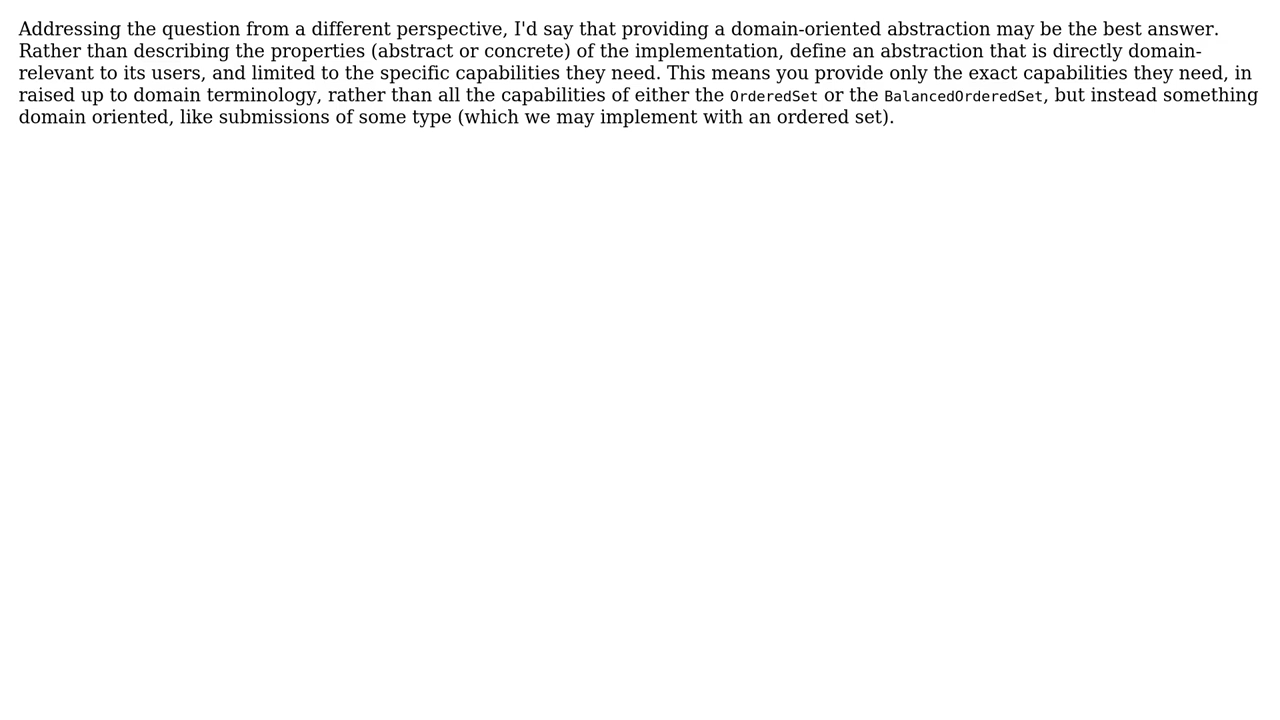 Addressing the question from a different perspective, I'd say that providing a domain-oriented abstraction may be the best answer.
Rather than describing the properties (abstract or concrete) of the implementation, define an abstraction that is directly domain-
relevant to its users, and limited to the specific capabilities they need. This means you provide only the exact capabilities they need, in
raised up to domain terminology, rather than all the capabilities of either the OrderedSet or the BalancedOrderedSet, but instead something
domain oriented, like submissions of some type (which we may implement with an ordered set).